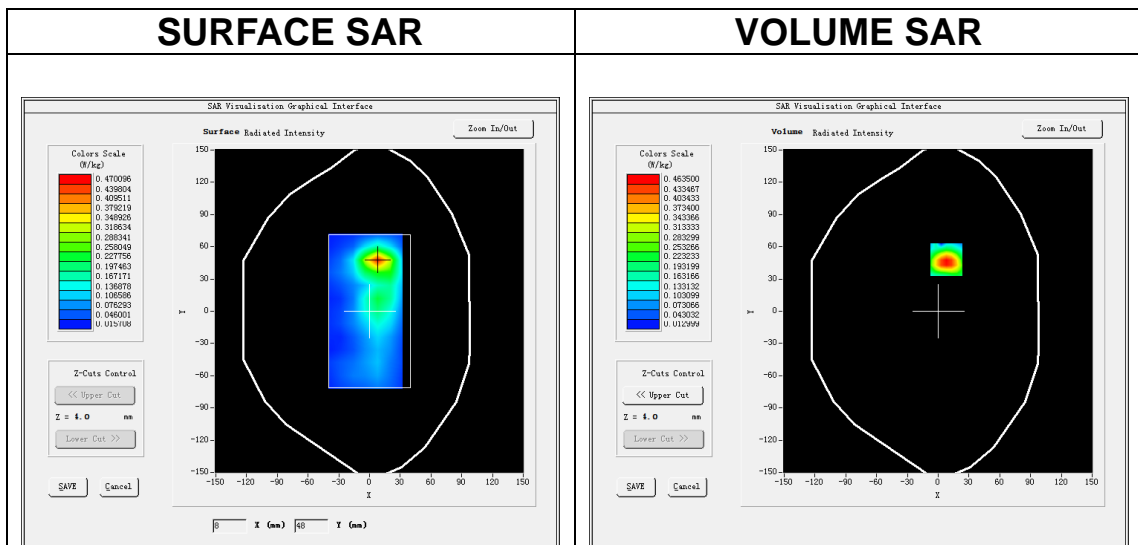 SURFACE SAR
VOLUME SAR
SAR Visualisation Graphical Interface
Surface Radiated Intensity
Zoom In/Out
Colors Scale
(W/kg)
0.470096
0.439804
0.409511
0.379219
0.348926
0.318634
0.288341
0.258049
0.227756
0.197463
0.167171
0.136878
0.106586
0.076293
0.046001
0.015708
150
120
90
60
30
0
-30
-60
-90
-120
-150
Y
-150 -120 -90 -60 -30 0 30 60 90 120 150
X
Z-Cuts Control
<< Upper Cut
Z = 4.0 mm
Lower Cut >>
SAVE Cancel
8 X (mm) 48 Y (mm)
SAR Visualisation Graphical Interface
Volume Radiated Intensity
Zoom In/Out
Colors Scale
(W/kg)
0.463500
0.433467
0.403433
0.373400
0.343366
0.313333
0.283299
0.253266
0.223233
0.193199
0.163166
0.133132
0.103099
0.073066
0.043032
0.012999
150
120
90
60
30
0
-30
-60
-90
-120
-150
Y
-150 -120 -90 -60 -30 0 30 60 90 120 150
X
Z-Cuts Control
<< Upper Cut
Z = 4.0 mm
Lower Cut >>
SAVE Cancel